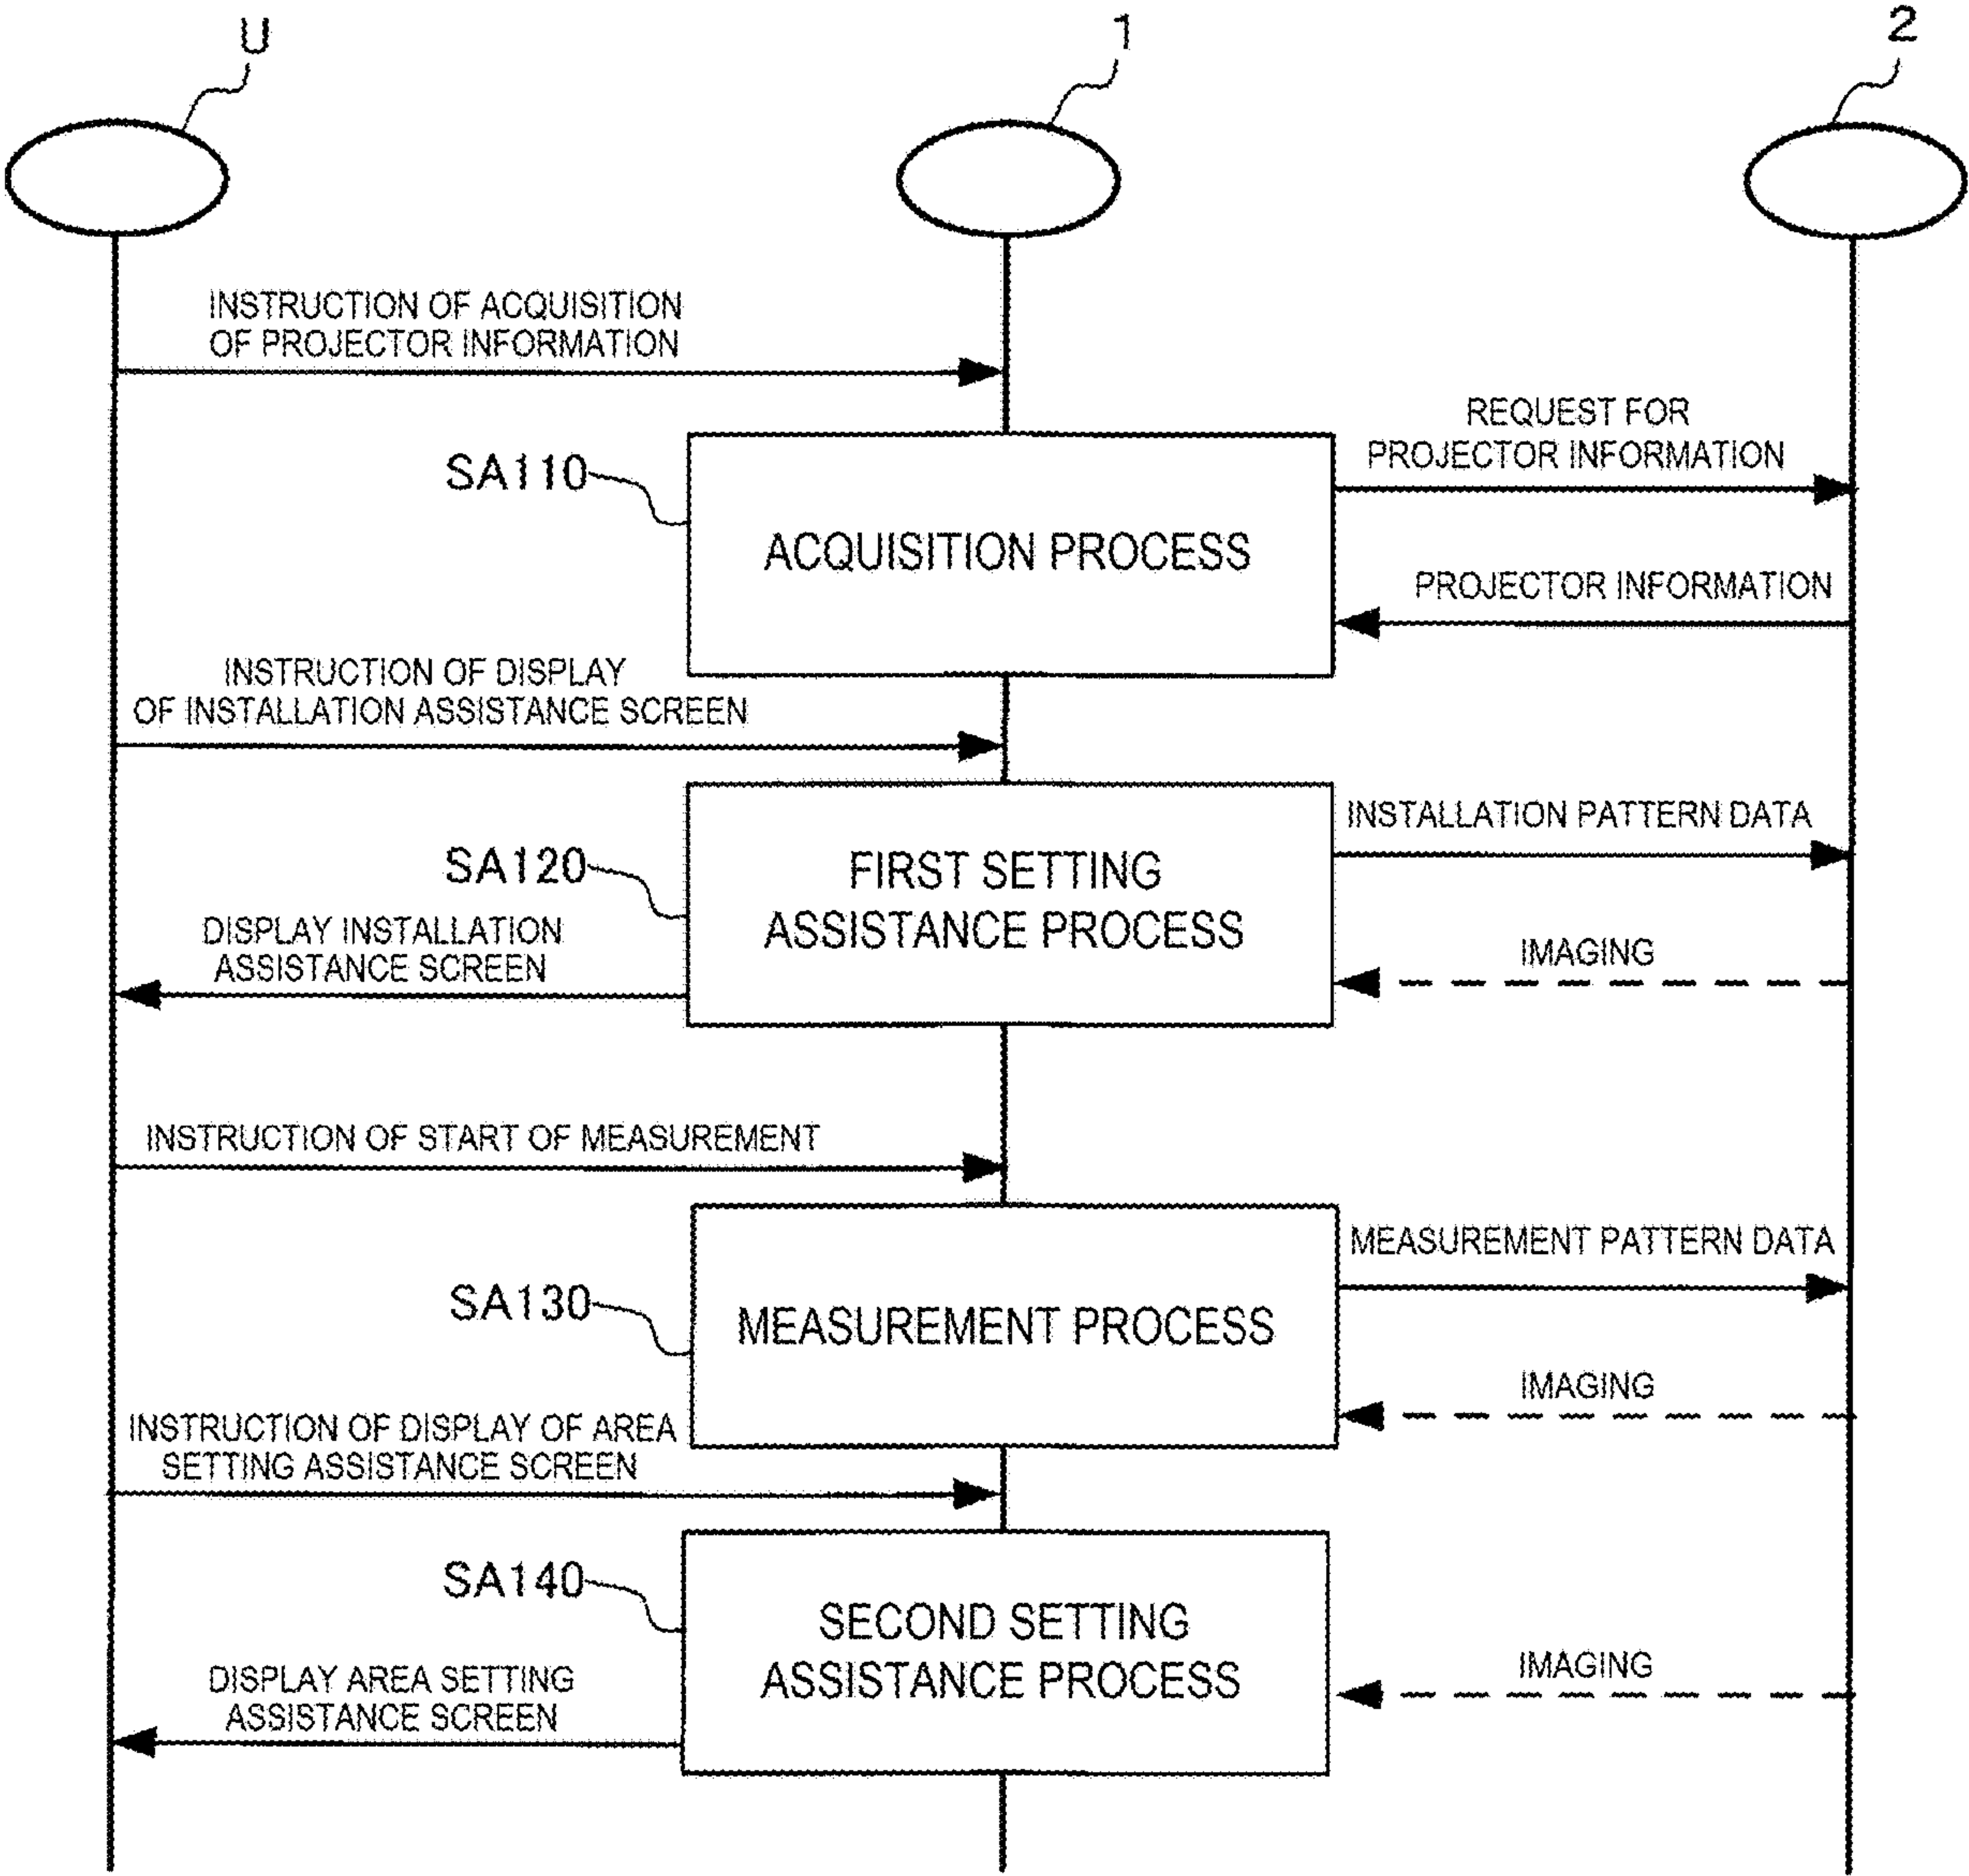 U
1
2
INSTRUCTION OF ACQUISITION
OF PROJECTOR INFORMATION
REQUEST FOR
PROJECTOR INFORMATION
SA110
ACQUISITION PROCESS
PROJECTOR INFORMATION
INSTRUCTION OF DISPLAY
OF INSTALLATION ASSISTANCE SCREEN
INSTALLATION PATTERN DATA
SA120
FIRST SETTING
ASSISTANCE PROCESS
DISPLAY INSTALLATION
ASSISTANCE SCREEN
IMAGING
INSTRUCTION OF START OF MEASUREMENT
MEASUREMENT PATTERN DATA
SA130
MEASUREMENT PROCESS
IMAGING
INSTRUCTION OF DISPLAY OF AREA
SETTING ASSISTANCE SCREEN
SA140
SECOND SETTING
ASSISTANCE PROCESS
IMAGING
DISPLAY AREA SETTING
ASSISTANCE SCREEN